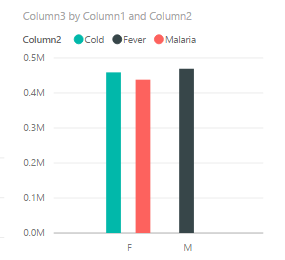 Column3 by Column1 and Column2
Column2 Cold Fever Malaria
0.5M
0.4M
0.3M
0.2M
0.1M
0.0M
F M